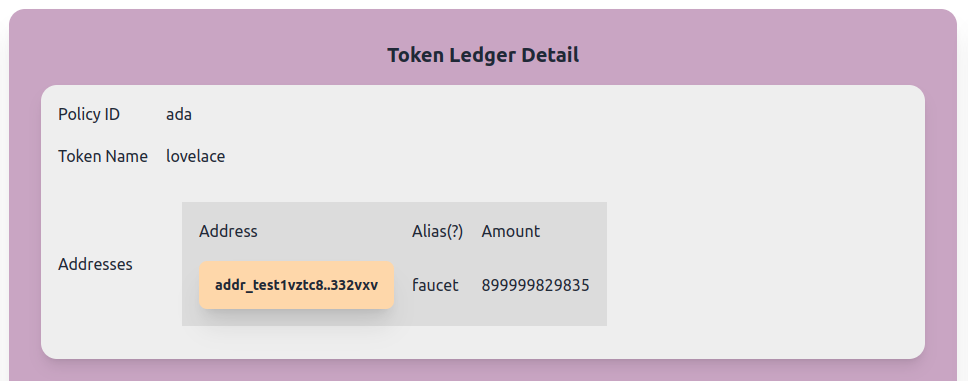 Token Ledger Detail
Policy ID ada
Token Name lovelace
Address Alias(?) Amount
Addresses
addr_test1vztc8..332vxv faucet 899999829835